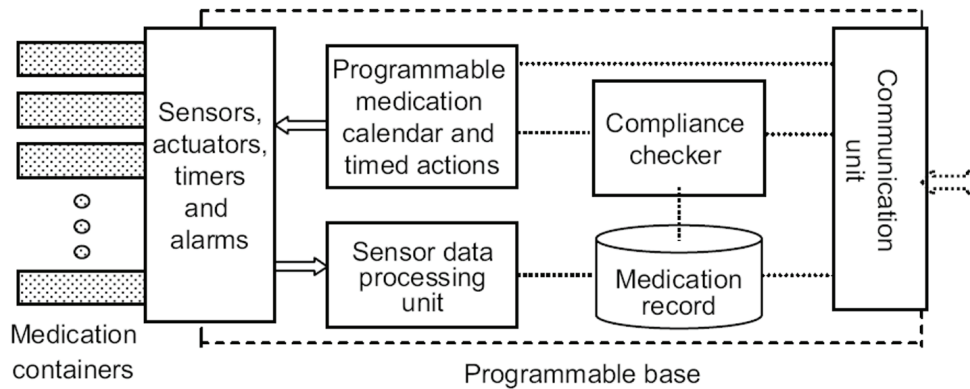 Sensors,
actuators,
timers
and
alarms
Programmable
medication
calendar and
timed actions
Compliance
checker
Communication
unit
Sensor data
processing
unit
Medication
record
Medication
containers
Programmable base